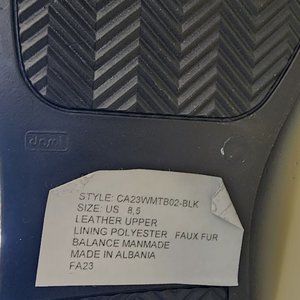 STYLE: CA23WMTB02-BLK
SIZE: US 8,5
LEATHER UPPER
LINING POLYESTER FAUX FUR
BALANCE MANMADE
MADE IN ALBANIA
FA23